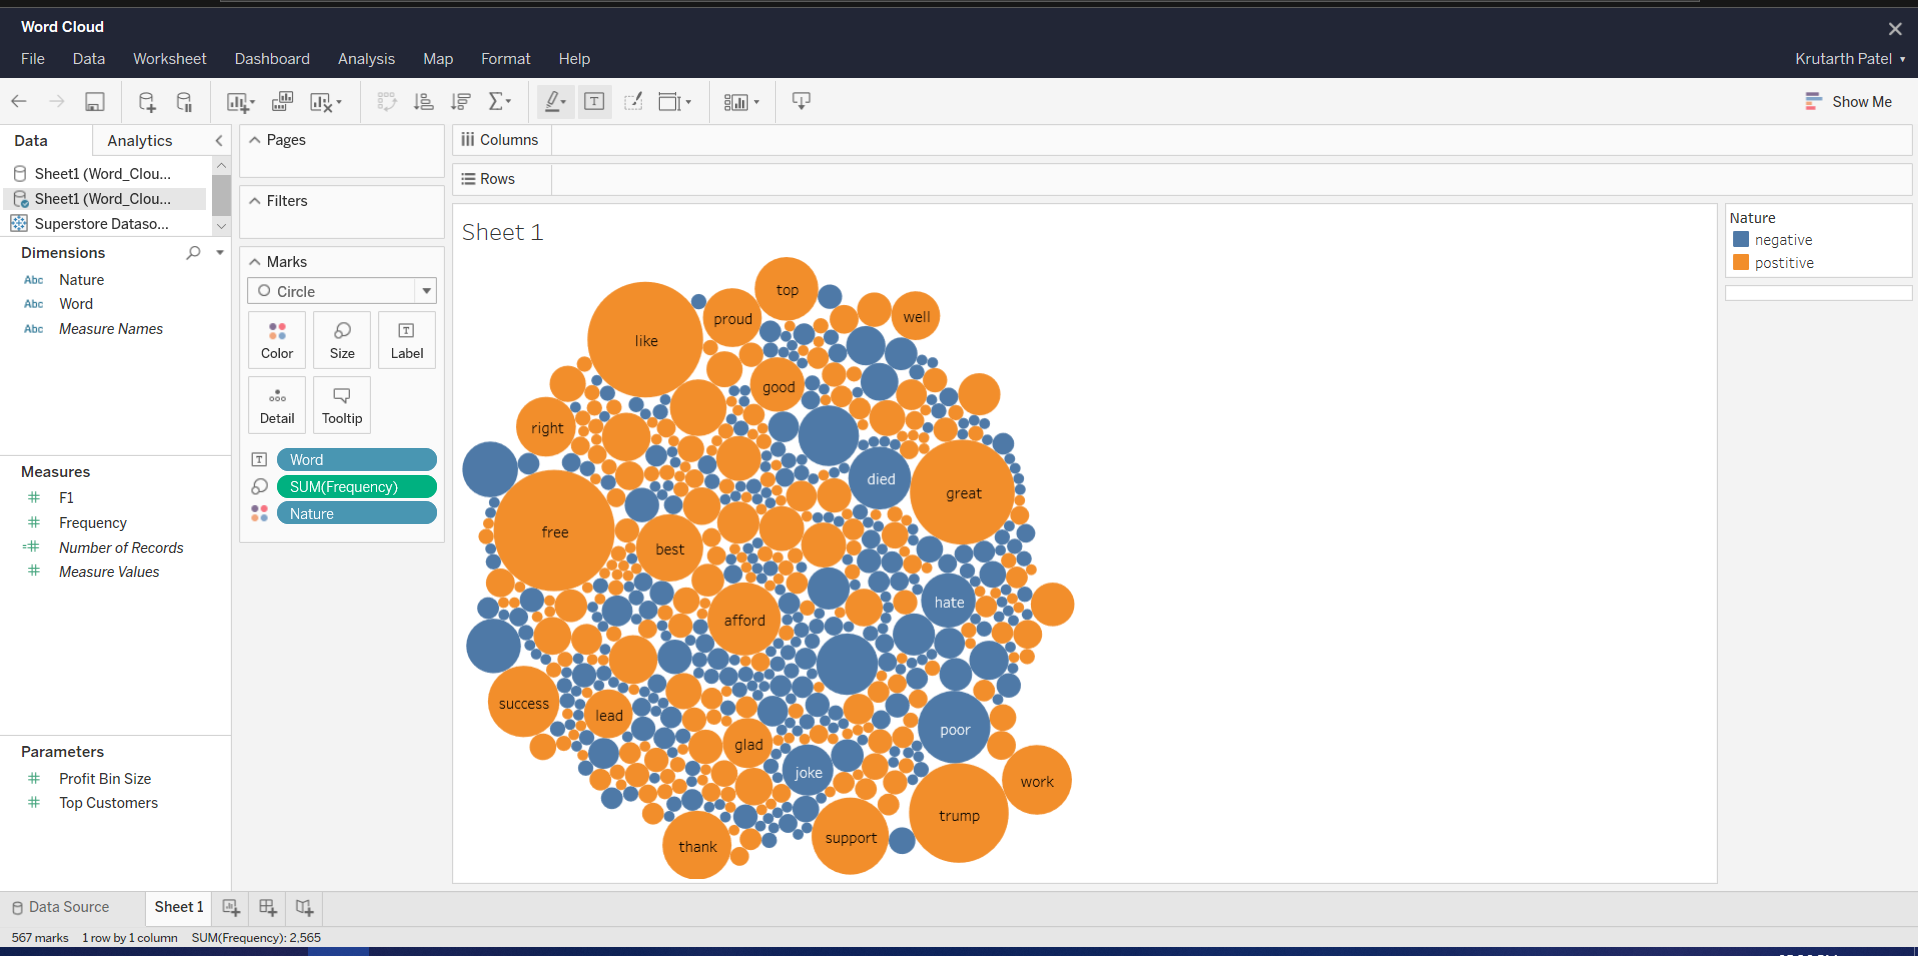 Word Cloud
File Data Worksheet Dashboard Analysis Map Format Help
Krutarth Patel
Show Me
Data Analytics
Sheet1 (Word_Clou...
Sheet1 (Word_Clou...
Superstore Dataso...
Dimensions
Abc Nature
Abc Word
Abc Measure Names
Measures
F1
Frequency
Number of Records
Measure Values
Parameters
Profit Bin Size
Top Customers
Pages
Filters
Marks
Circle
Color Size Label
Detail Tooltip
Word
SUM(Frequency)
Nature
Columns
Rows
Sheet 1
top
proud
well
like
good
right
died
great
free
best
hate
afford
success
lead
poor
glad
joke
work
trump
support
thank
Nature
negative
postitive
Data Source Sheet 1
567 marks 1 row by 1 column SUM(Frequency): 2,565